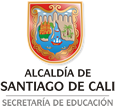 ALCALDÍA DE
SANTIAGO DE CALI
SECRETARÍA DE EDUCACIÓN